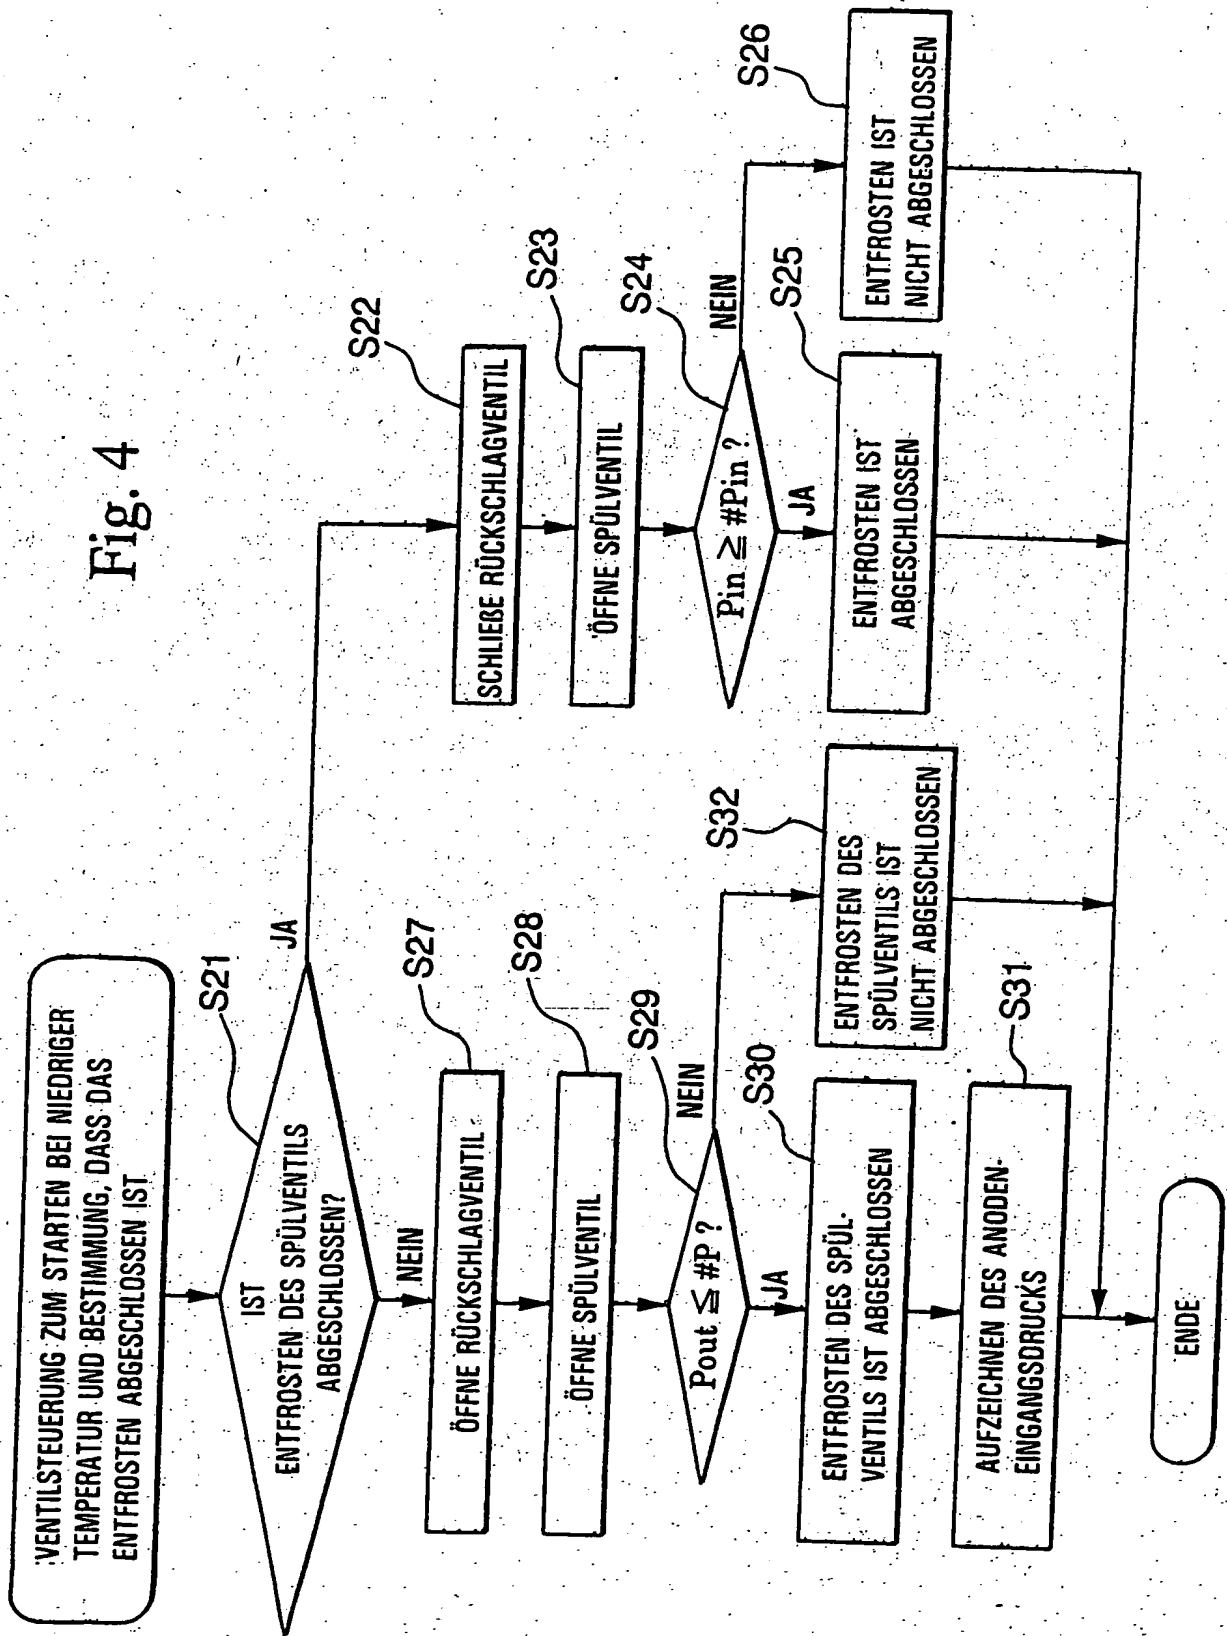 Fig. 4
VENTILSTEUERUNG ZUM STARTEN BEI NIEDRIGER
TEMPERATUR UND BESTIMMUNG, DASS DAS
ENTFROSTEN ABGESCHLOSSEN IST
S21
IST
ENTFROSTEN DES SPÜLVENTILS
ABGESCHLOSSEN?
JA
NEIN
S22
SCHLIEßE RÜCKSCHLAGVENTIL
S23
ÖFFNE SPÜLVENTIL
S24
Pin ≧ #Pin ?
NEIN
JA
S25
ENTFROSTEN IST
ABGESCHLOSSEN
S26
ENTFROSTEN IST
NICHT ABGESCHLOSSEN
S27
ÖFFNE RÜCKSCHLAGVENTIL
S28
ÖFFNE SPÜLVENTIL
S29
Pout ≦ #P ?
NEIN
JA
S30
ENTFROSTEN DES SPÜL-
VENTILS IST ABGESCHLOSSEN
S31
AUFZEICHNEN DES ANODEN-
EINGANGSDRUCKS
S32
ENTFROSTEN DES
SPÜLVENTILS IST
NICHT ABGESCHLOSSEN
ENDE